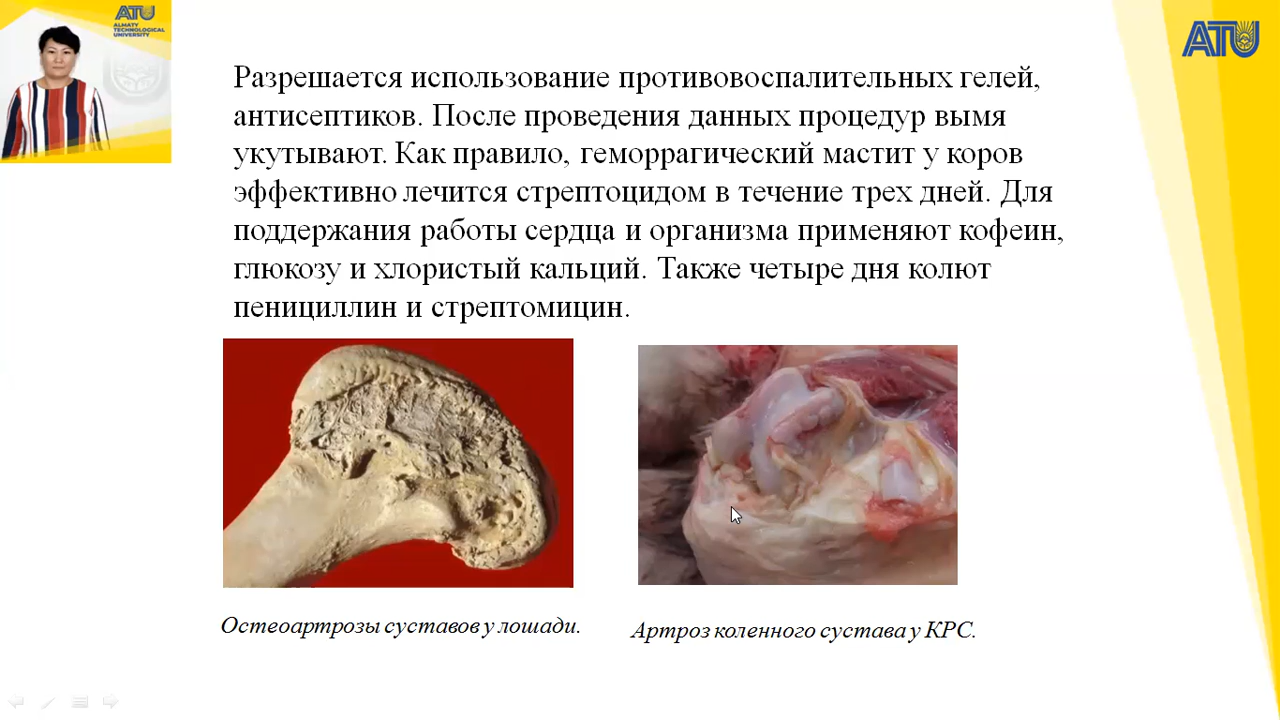 ATU
ALMATY
TECHNOLOGICAL
UNIVERSITY
ATU
Разрешается использование противовоспалительных гелей,
антисептиков. После проведения данных процедур вымя
укутывают. Как правило, геморрагический мастит у коров
эффективно лечится стрептоцидом в течение трех дней. Для
поддержания работы сердца и организма применяют кофеин,
глюкозу и хлористый кальций. Также четыре дня колют
пенициллин и стрептомицин.
Остеоартрозы суставов у лошади.
Артроз коленного сустава у КРС.